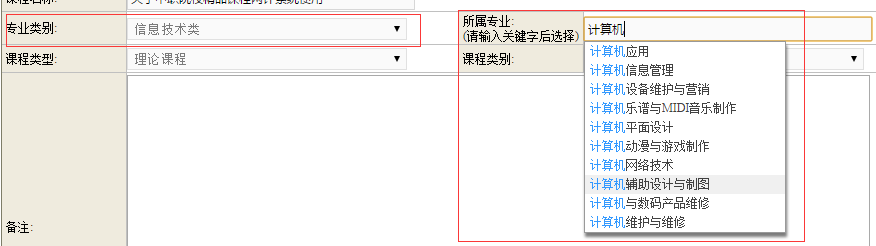 专业类别:
信息技术类
所属专业:
(请输入关键字后选择)
计算机
课程类型:
理论课程
课程类别:
计算机应用
计算机信息管理
计算机设备维护与营销
计算机乐谱与MIDI音乐制作
计算机平面设计
计算机动漫与游戏制作
计算机网络技术
计算机辅助设计与制图
计算机与数码产品维修
计算机维护与维修
备注: